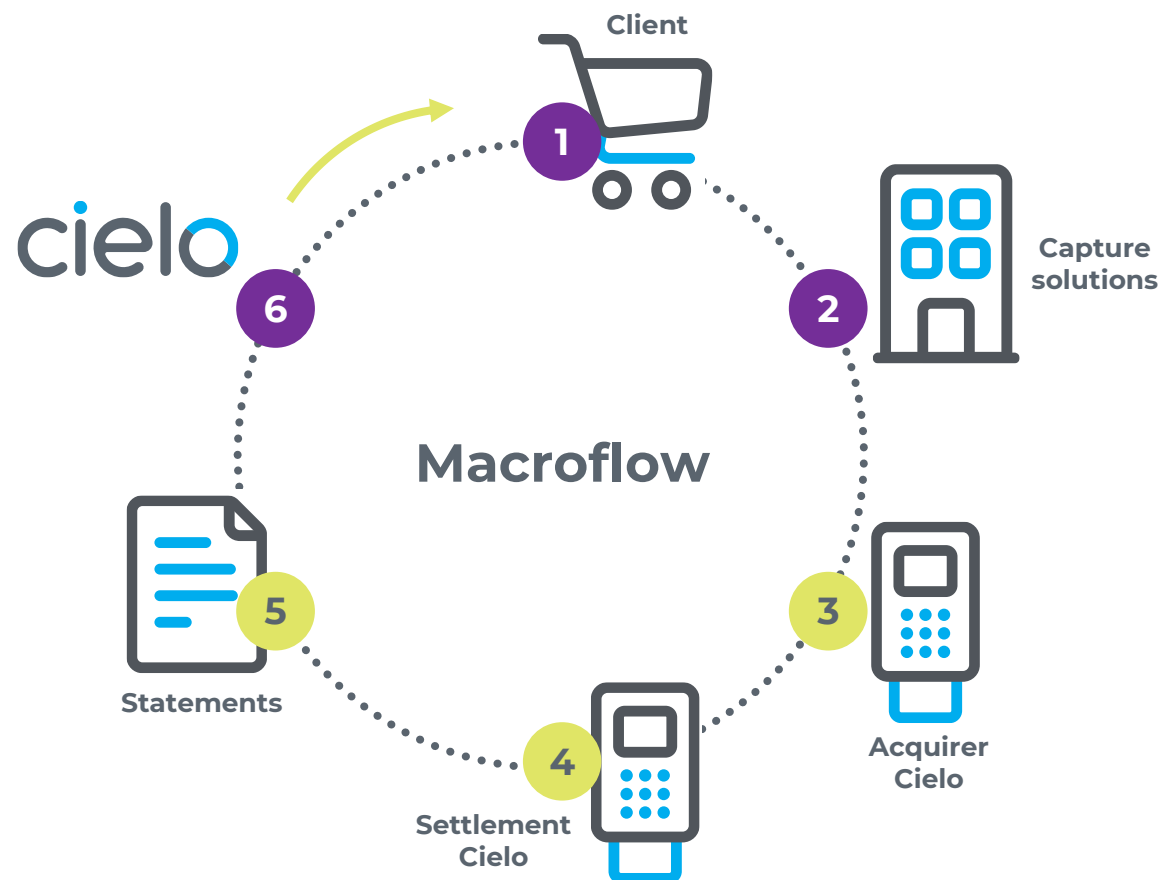 Client
1
cielo
Capture
solutions
6
2
Macroflow
5
3
Statements
4
Acquirer
Cielo
Settlement
Cielo